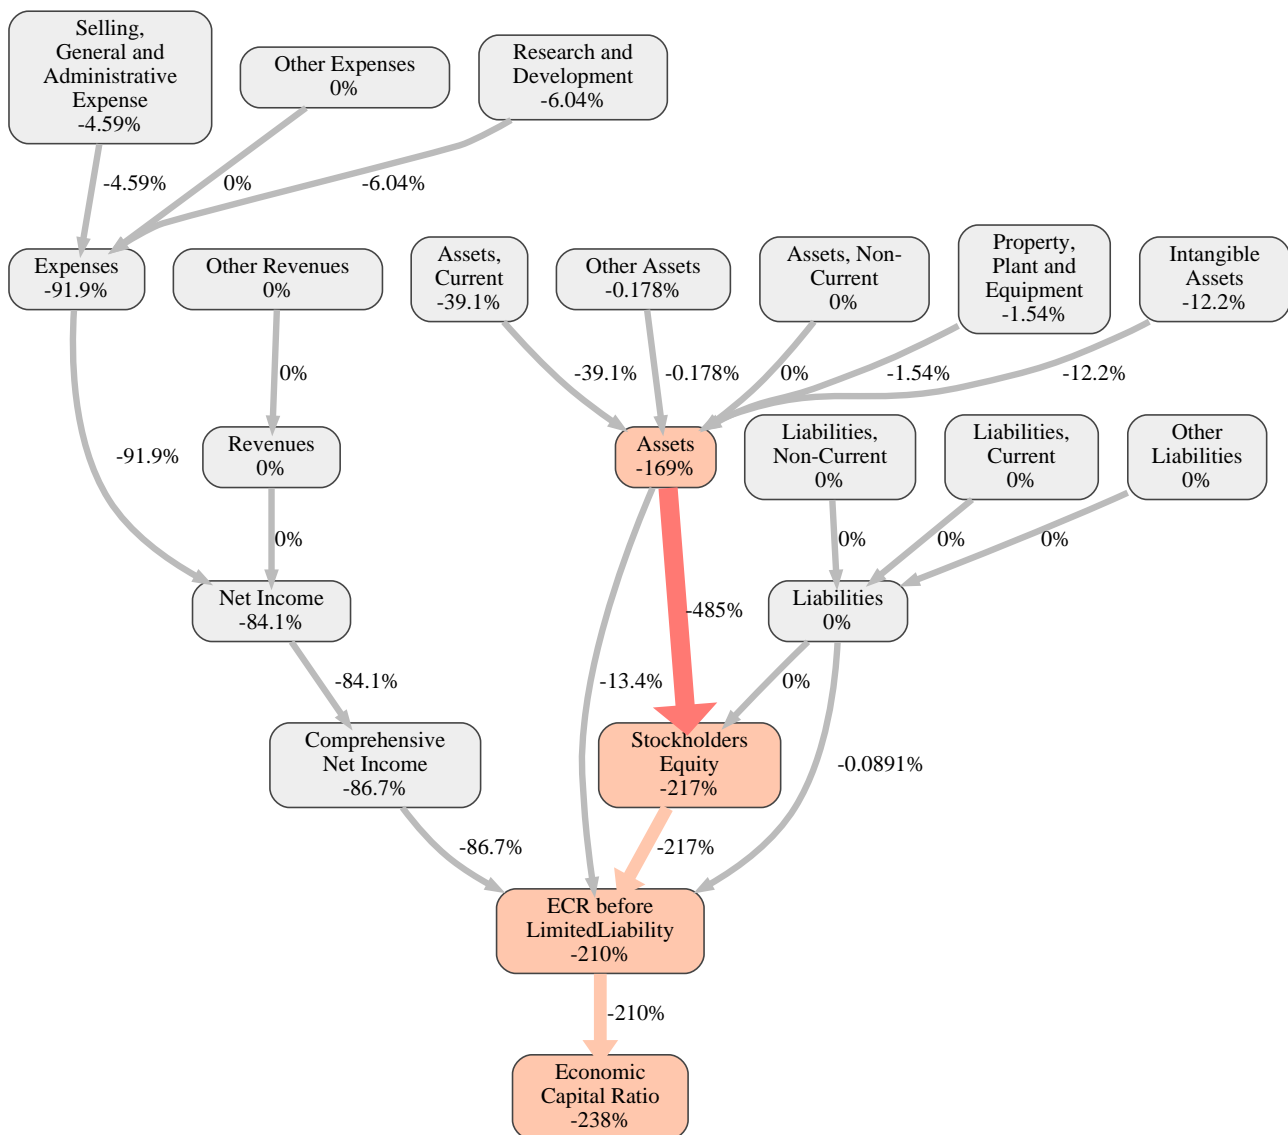 Selling,
General and
Administrative
Expense
-4.59%
Other Expenses
0%
Research and
Development
-6.04%
-4.59%
0%
-6.04%
Expenses
-91.9%
Other Revenues
0%
Assets,
Current
-39.1%
Other Assets
-0.178%
Assets, Non-
Current
0%
Property,
Plant and
Equipment
-1.54%
Intangible
Assets
-12.2%
0%
-39.1%
-0.178%
0%
-1.54%
-12.2%
-91.9%
Revenues
0%
Assets
-169%
Liabilities,
Non-Current
0%
Liabilities,
Current
0%
Other
Liabilities
0%
0%
0%
0%
0%
Net Income
-84.1%
-485%
Liabilities
0%
-84.1%
-13.4%
0%
Comprehensive
Net Income
-86.7%
Stockholders
Equity
-217%
-0.0891%
-86.7%
-217%
ECR before
LimitedLiability
-210%
-210%
Economic
Capital Ratio
-238%